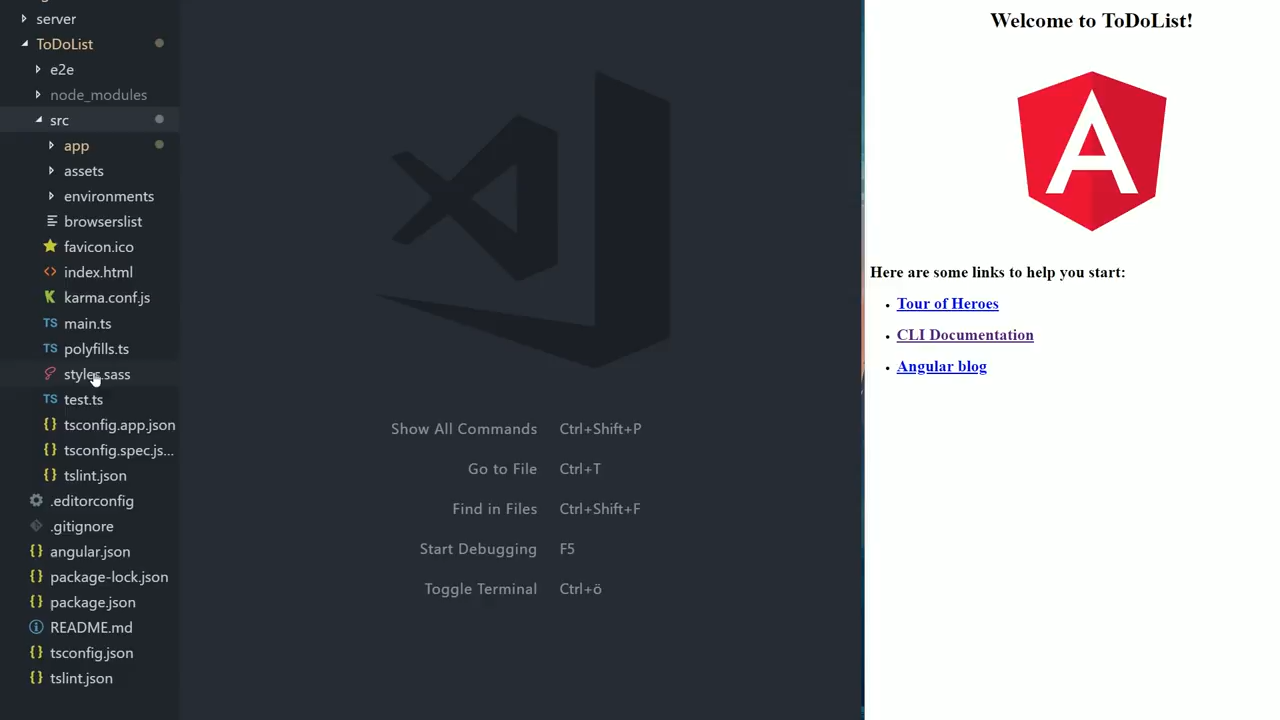 server
ToDoList
e2e
node_modules
src
app
assets
environments
browserslist
favicon.ico
index.html
karma.conf.js
main.ts
polyfills.ts
styles.sass
test.ts
tsconfig.app.json
tsconfig.spec.js...
tslint.json
.editorconfig
.gitignore
angular.json
package-lock.json
package.json
README.md
tsconfig.json
tslint.json
Show All Commands Ctrl+Shift+P
Go to File Ctrl+T
Find in Files Ctrl+Shift+F
Start Debugging F5
Toggle Terminal Ctrl+ö
Welcome to ToDoList!
Here are some links to help you start:
Tour of Heroes
CLI Documentation
Angular blog